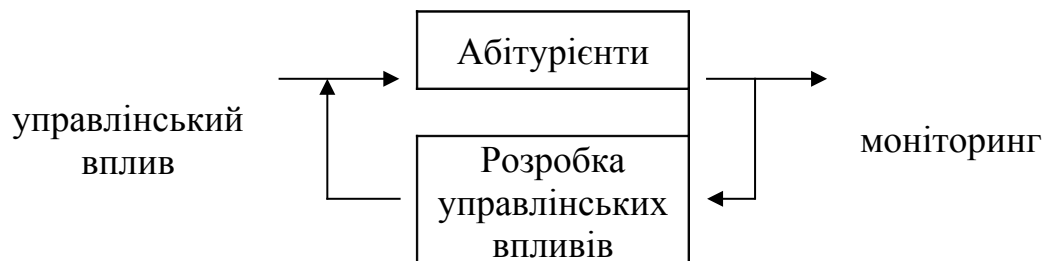 Абітурієнти
управлінський
вплив
Розробка
управлінських
впливів
моніторинг